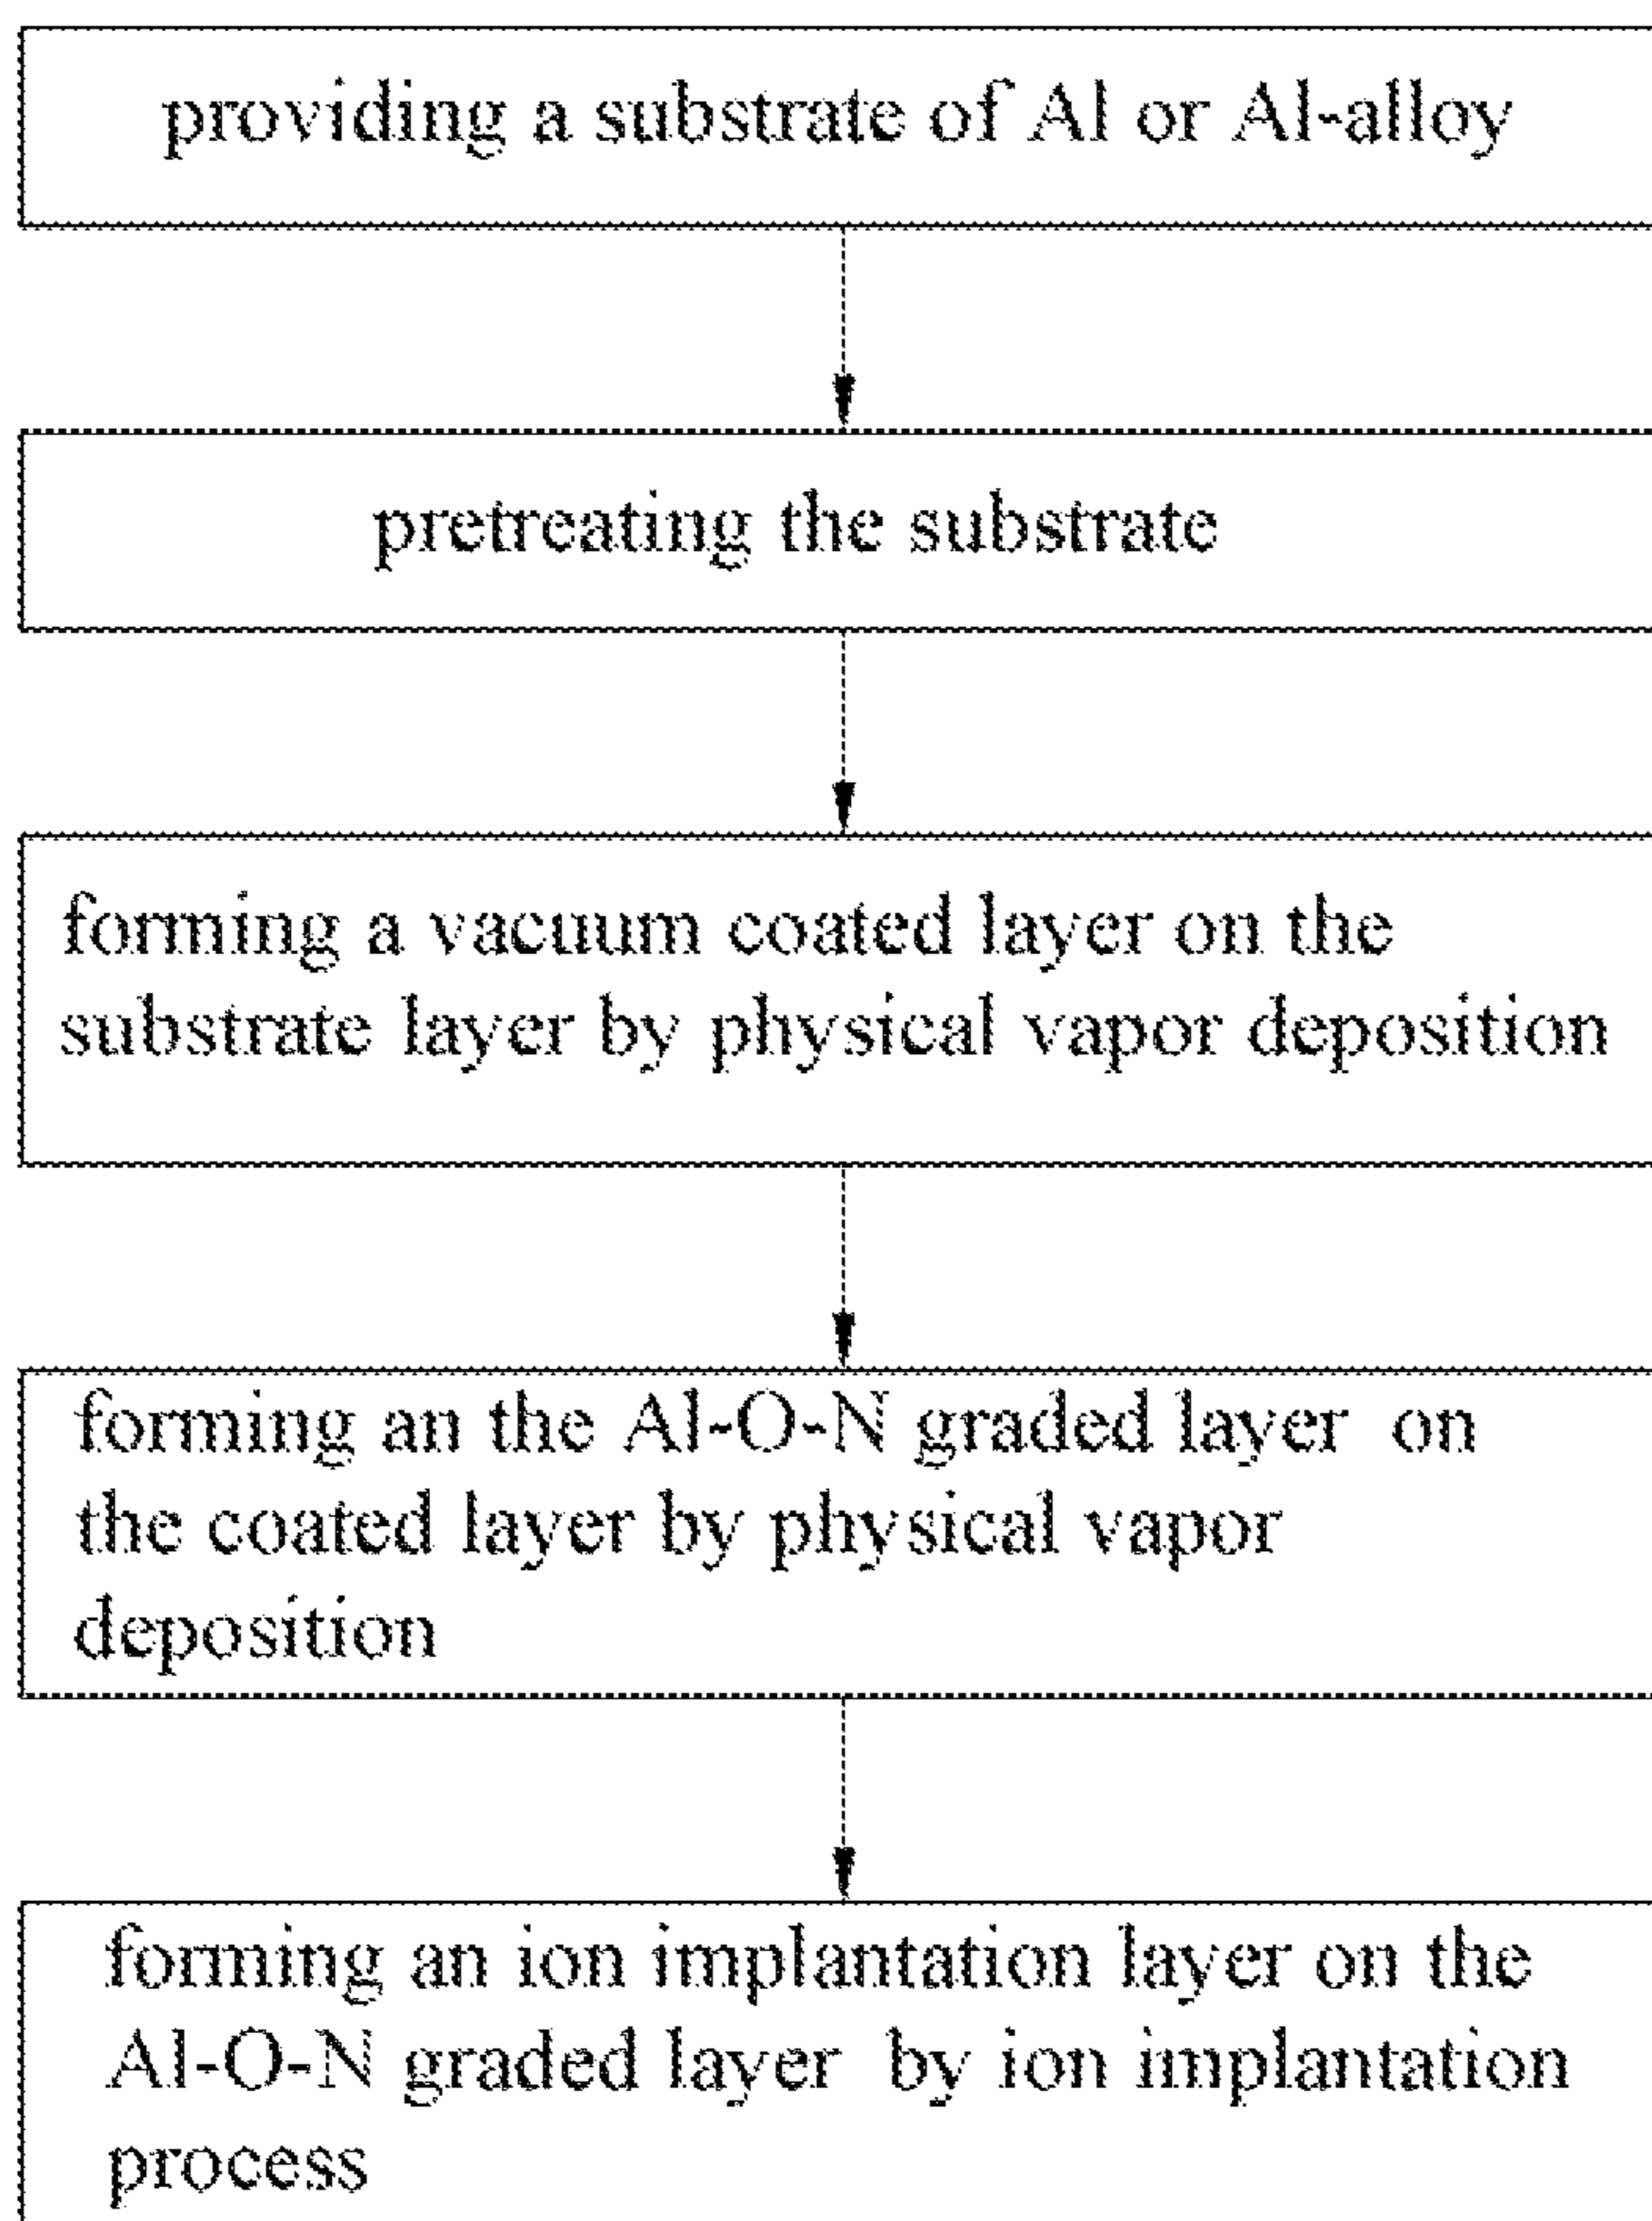 providing a substrate of Al or Al-alloy
pretreating the substrate
forming a vacuum coated layer on the
substrate layer by physical vapor deposition
forming an the Al-O-N graded layer on
the coated layer by physical vapor
deposition
forming an ion implantation layer on the
Al-O-N graded layer by ion implantation
process